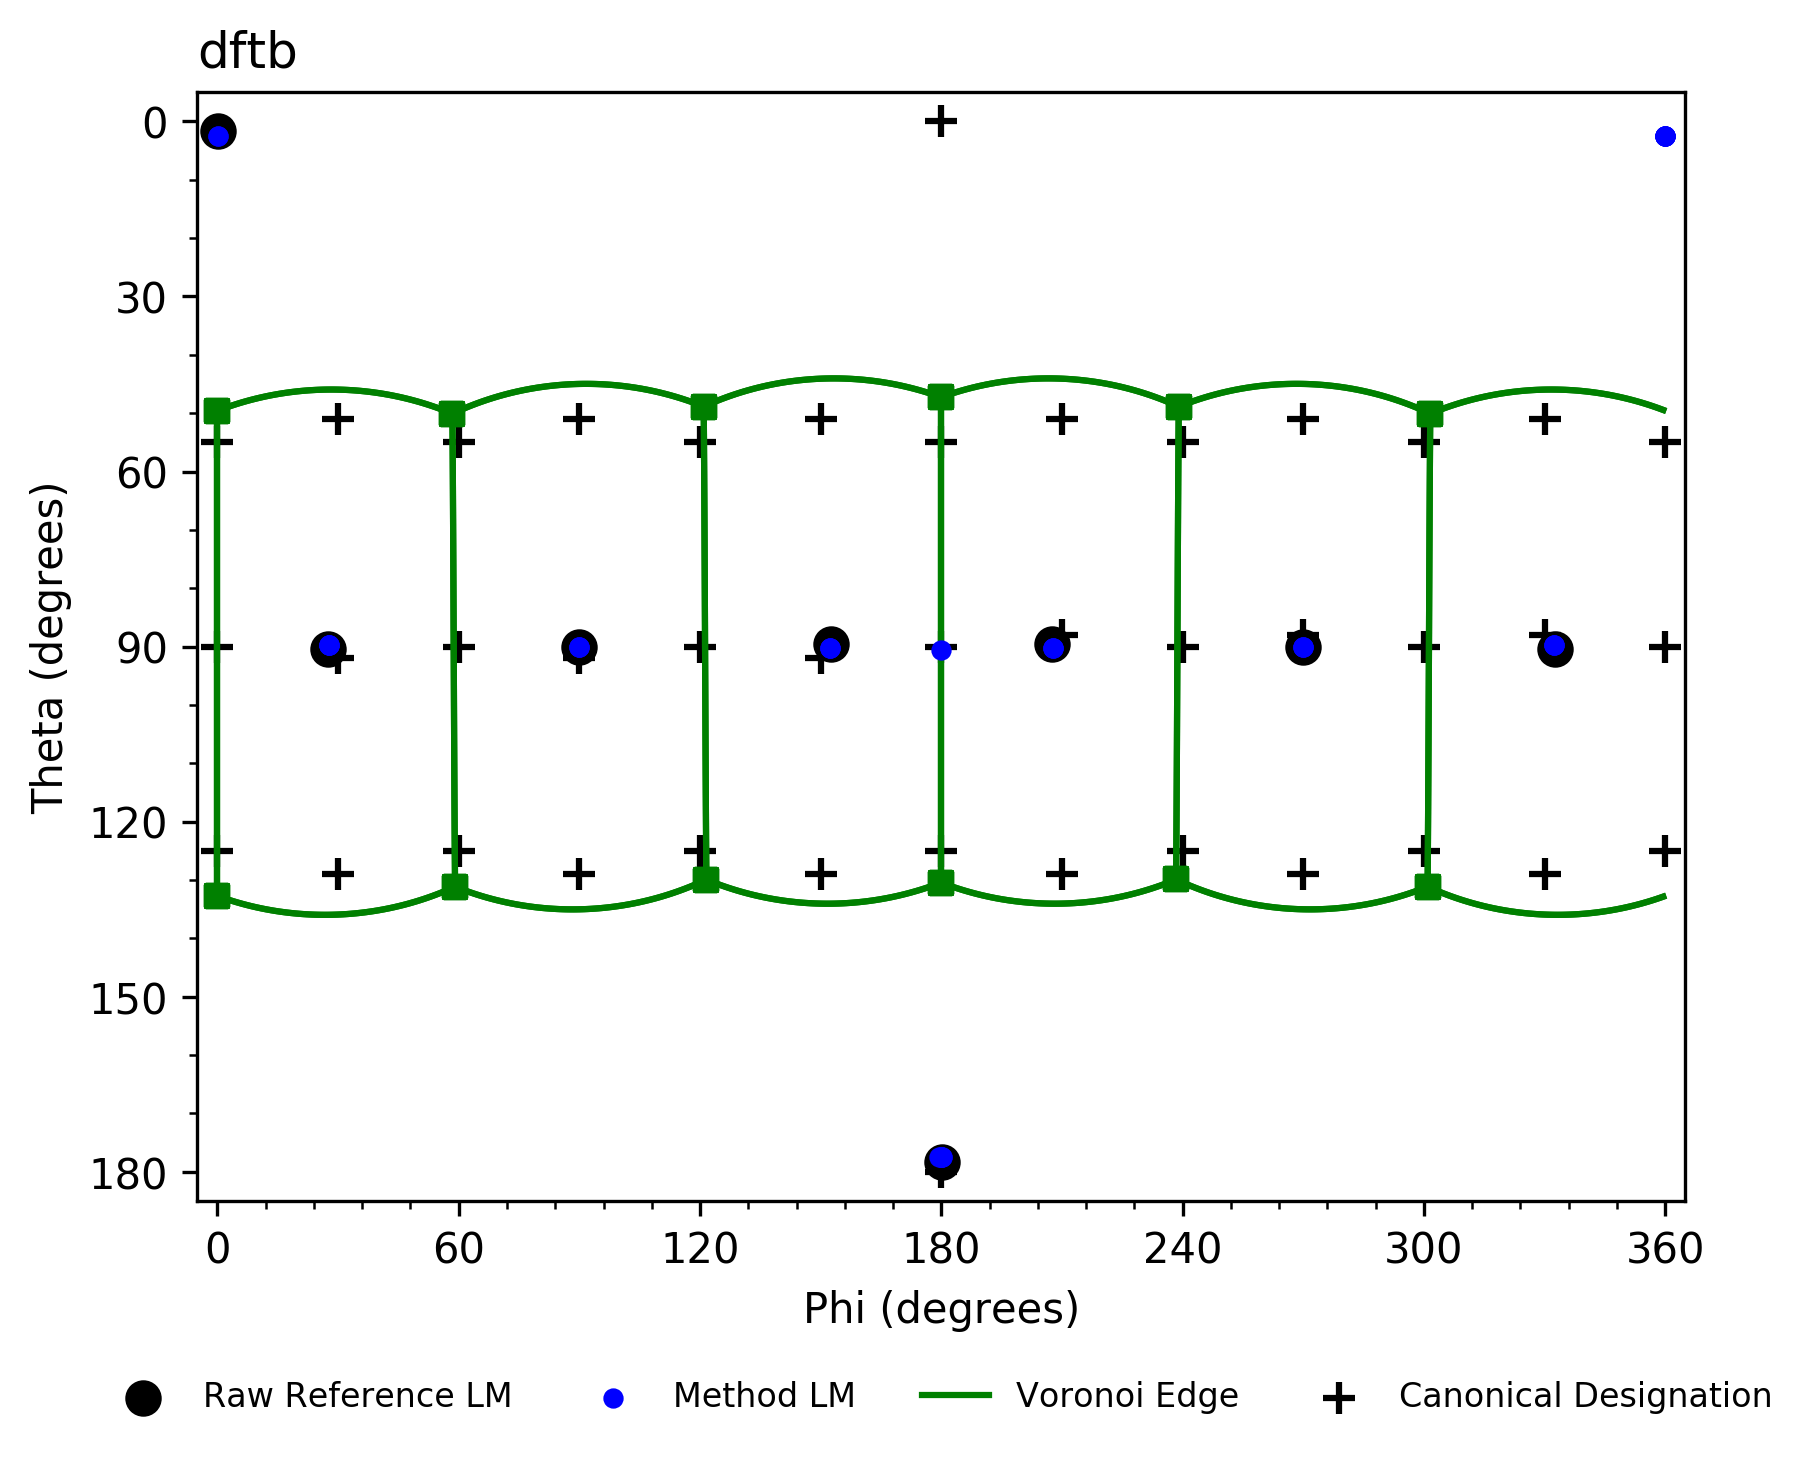 dftb
0
30
60
90
120
150
180
Theta (degrees)
0 60 120 180 240 300 360
Phi (degrees)
Raw Reference LM Method LM Voronoi Edge Canonical Designation